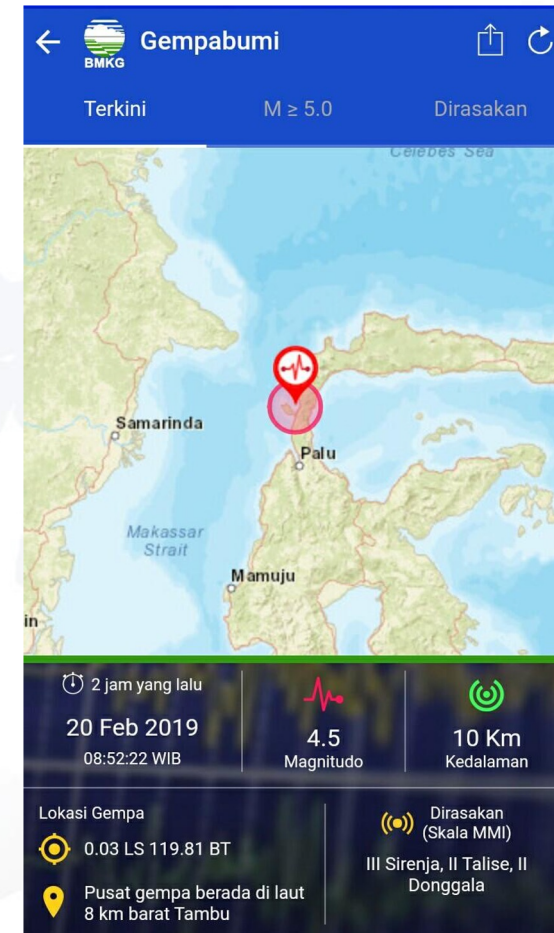 BMKG
Gempabumi
Terkini
M ≥ 5.0
Dirasakan
Celebes Sea
Samarinda
Palu
Makassar
Strait
Mamuju
in
2 jam yang lalu
20 Feb 2019
08:52:22 WIB
4.5
Magnitudo
10 Km
Kedalaman
Lokasi Gempa
0.03 LS 119.81 BT
Pusat gempa berada di laut
8 km barat Tambu
Dirasakan
(Skala MMI)
III Sirenja, II Talise, II
Donggala